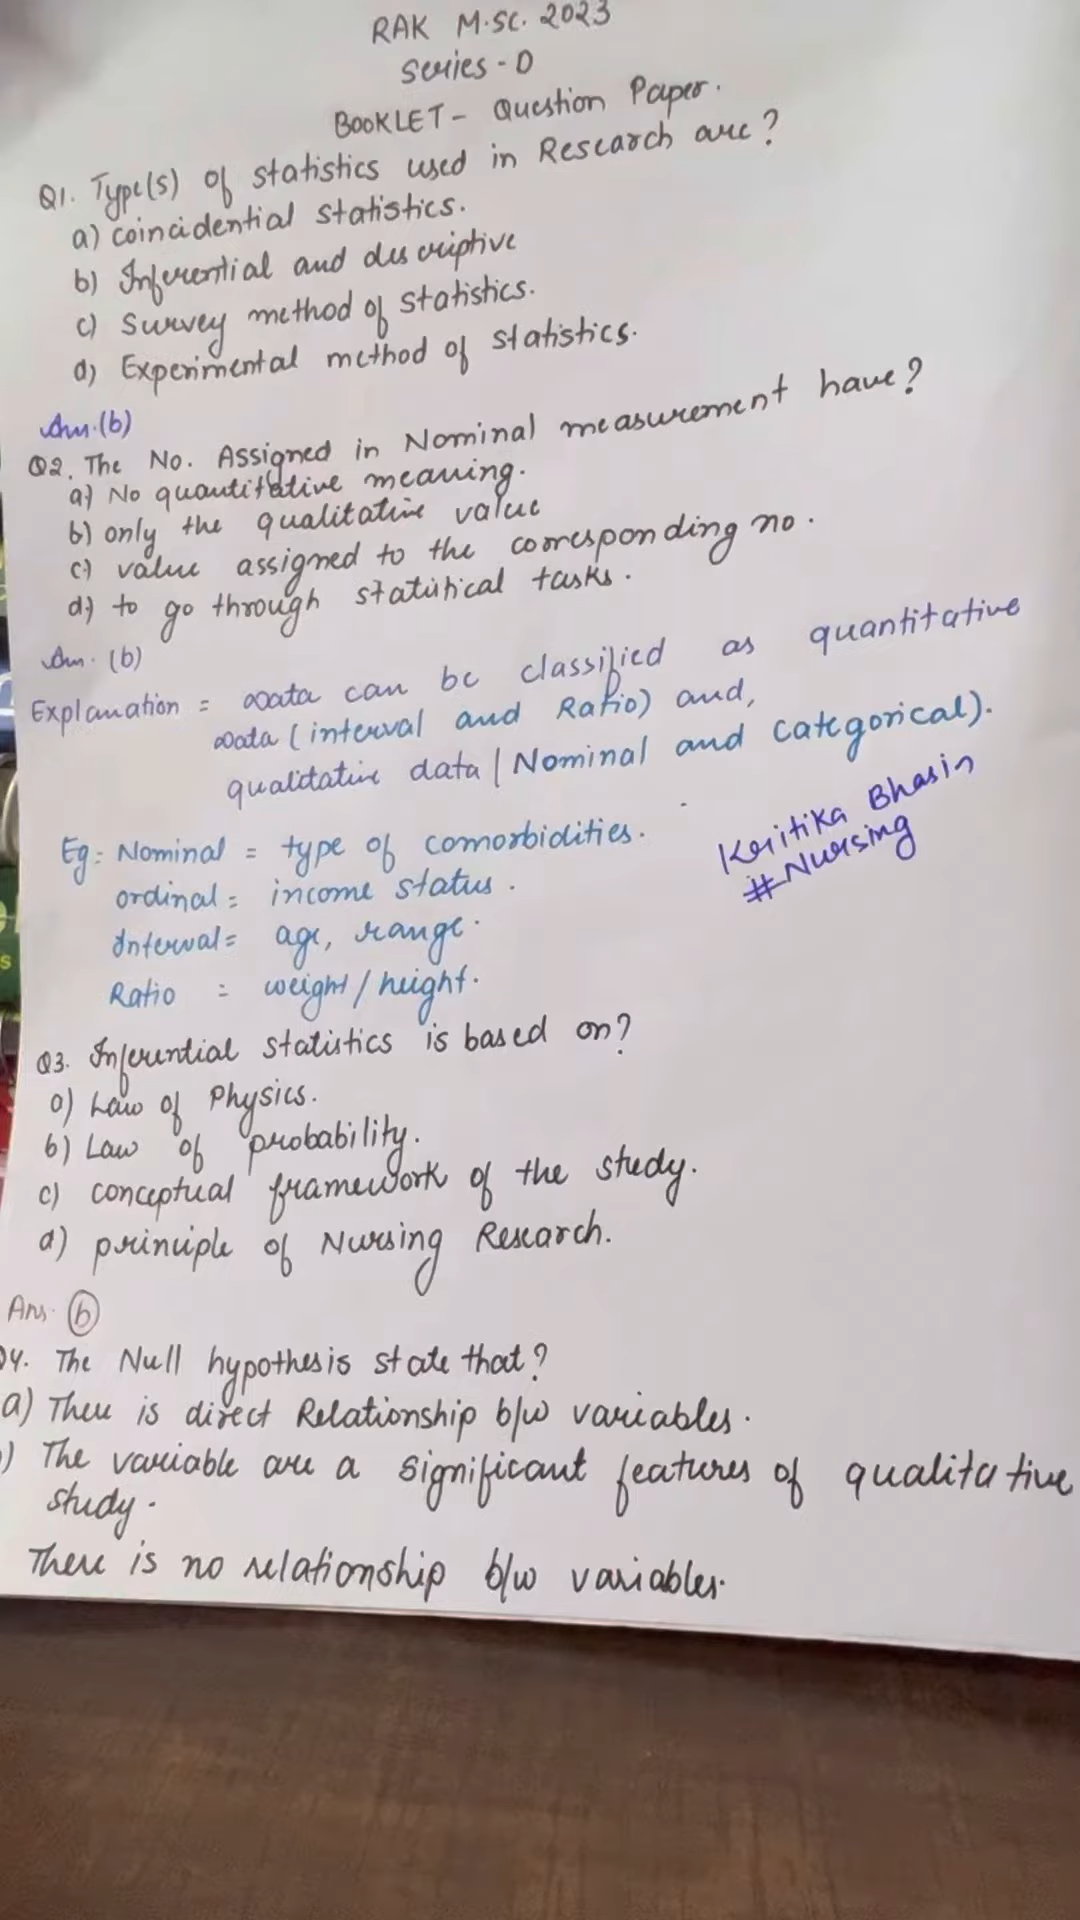 RAK M.SC. 2023
Series - D
BOOKLET - Question Paper.
Q1. Type(s) of statistics used in Research are?
a) coincidential statistics.
b) Inferential and descriptive
c) Survey method of statistics.
d) Experimental method of statistics.
Ans.(b)
Q2. The No. Assigned in Nominal measurement have?
a) No quantitative meaning.
b) only the qualitative value
c) value assigned to the corresponding no.
d) to go through statistical tasks.
Ans. (b)
Explanation = Data can be classified as quantitative
Data (interval and Ratio) and,
qualitative data (Nominal and categorical).
Kritika Bhasin
#Nursing
Eg: Nominal = type of comorbidities.
ordinal = income status.
Interval = age, range.
Ratio = weight / height.
Q3. Inferential statistics is based on?
a) Law of Physics.
b) Law of probability.
c) conceptual framework of the study.
d) principle of Nursing Research.
Ans. (b)
Q4. The Null hypothesis state that?
a) There is direct Relationship b/w variables.
) The variable are a significant features of qualitative
study.
There is no relationship b/w variables.